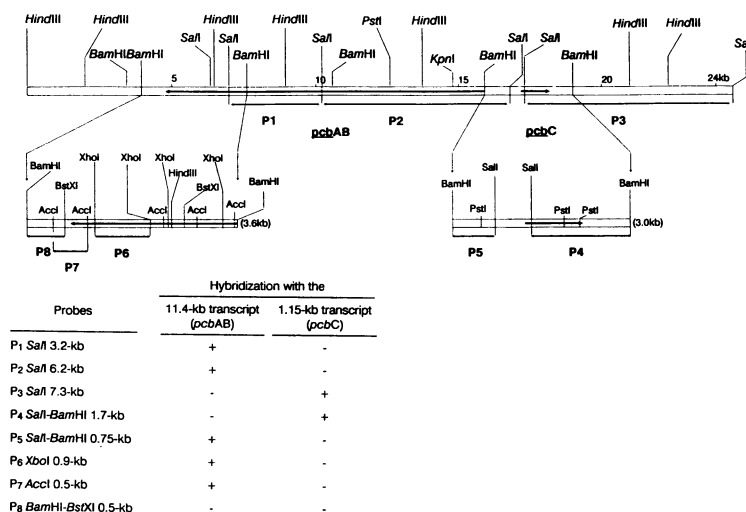 HindIII HindIII HindIII SalI SalI HindIII SalI PstI HindIII SalI SalI HindIII HindIII Sa
BamHI BamHI BamHI BamHI KpnI BamHI BamHI
5 10 15 20 24kb
P1 P2 P3
pcbAB pcbC
BamHI XhoI XhoI XhoI HindIII BstXI BamHI
BstXI AccI AccI AccI AccI AccI
(3.6kb)
P8 P7 P6
BamHI SalI SalI BamHI
PstI PstI PstI
(3.0kb)
P5 P4
Hybridization with the
Probes 11.4-kb transcript (pcbAB) 1.15-kb transcript (pcbC)
P1 SalI 3.2-kb + -
P2 SalI 6.2-kb + -
P3 SalI 7.3-kb - +
P4 SalI-BamHI 1.7-kb - +
P5 SalI-BamHI 0.75-kb + -
P6 XboI 0.9-kb + -
P7 AccI 0.5-kb + -
P8 BamHI-BstXI 0.5-kb - -